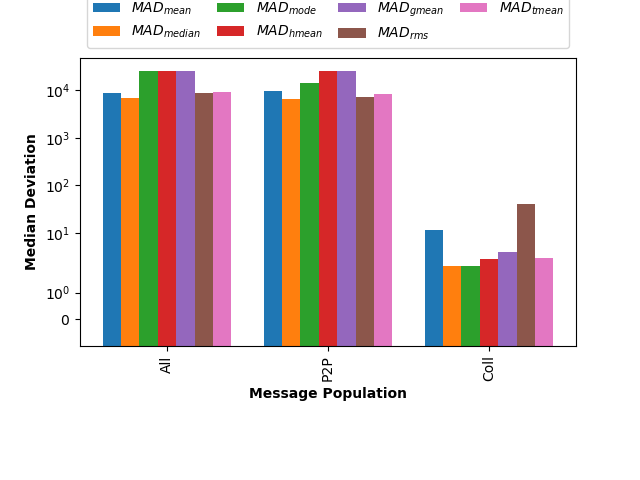 MAD_mean MAD_mode MAD_gmean MAD_tmean
MAD_median MAD_hmean MAD_rms
Median Deviation
10^4
10^3
10^2
10^1
10^0
0
All
P2P
Coll
Message Population